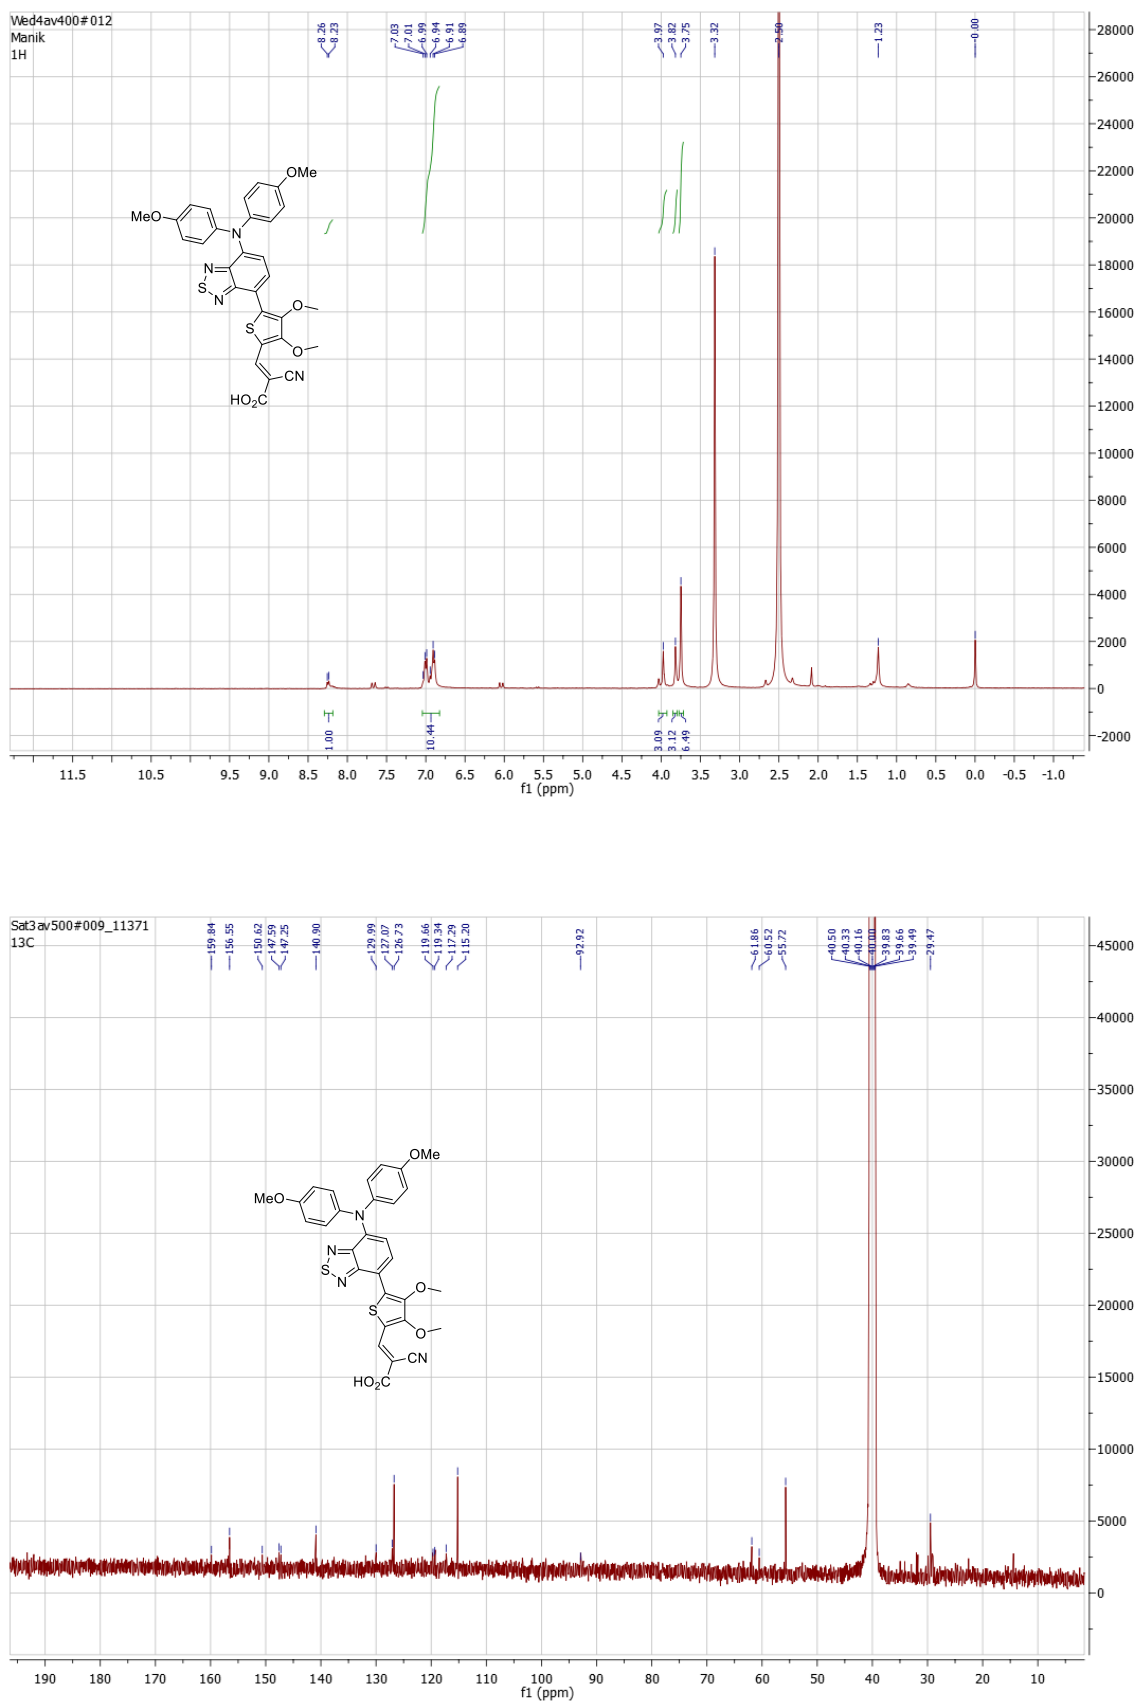 Wed4av400#012
Manik
1H
8.26
8.23
7.03
7.01
6.99
6.94
6.91
6.89
3.97
3.82
3.75
3.32
2.50
1.23
-0.00
28000
26000
24000
22000
20000
18000
16000
14000
12000
10000
8000
6000
4000
2000
0
-2000
OMe
MeO
N
N
S
N
O
S
O
CN
HO2C
1.00
10.44
3.09
3.12
6.49
11.5 10.5 9.5 9.0 8.5 8.0 7.5 7.0 6.5 6.0 5.5 5.0 4.5 4.0 3.5 3.0 2.5 2.0 1.5 1.0 0.5 0.0 -0.5 -1.0
f1 (ppm)
Sat3av500#009_11371
13C
159.84
156.55
150.62
147.59
147.25
140.90
129.99
127.07
126.73
119.66
119.34
117.29
115.20
92.92
61.86
60.52
55.72
40.50
40.33
40.16
40.00
39.83
39.66
39.49
29.47
45000
40000
35000
30000
25000
20000
15000
10000
5000
0
OMe
MeO
N
N
S
N
O
S
O
CN
HO2C
190 180 170 160 150 140 130 120 110 100 90 80 70 60 50 40 30 20 10
f1 (ppm)